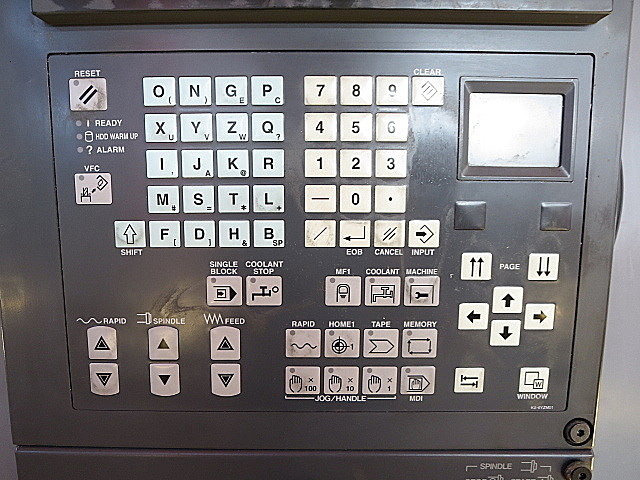 RESET CLEAR
O ( N ) G E P C 7 8 9
READY
HDD WARM UP
? ALARM
X U Y V Z W Q ? 4 5 6
VFC
I , J A K @ R 1 2 3
M # S = T * L + — 0 .
F [ D ] H & B SP /
SHIFT EOB CANCEL INPUT
SINGLE BLOCK COOLANT STOP MF1 COOLANT MACHINE
PAGE
RAPID SPINDLE FEED RAPID HOME1 TAPE MEMORY
+1
× 100 × 10 × 1
JOG/HANDLE MDI
W
WINDOW
SPINDLE